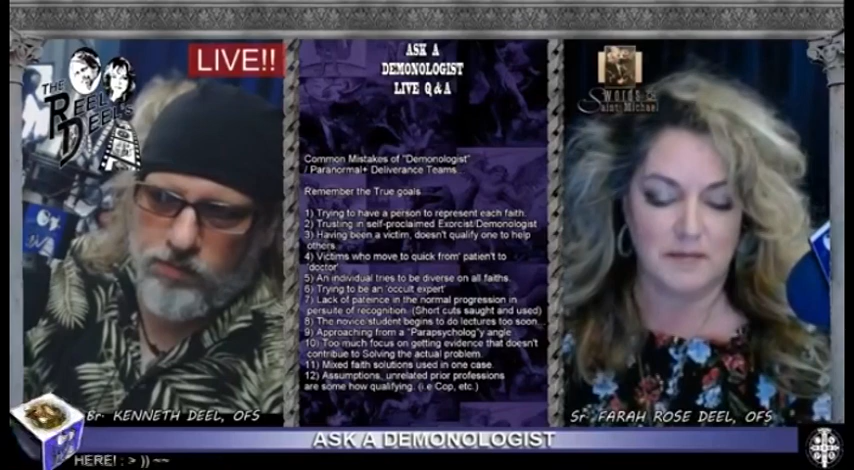 THE
REEL
DEELS
LIVE!!
ASK A
DEMONOLOGIST
LIVE Q&A
Common Mistakes of "Demonologist"
/ Paranormal+ Deliverance Teams...
Remember the True goals
1) Trying to have a person to represent each faith.
2) Trusting in self-proclaimed Exorcist/Demonologist
3) Having been a victim, doesn't qualify one to help
others
4) Victims who move to quick from' patien't to
'doctor'
5) An individual tries to be diverse on all faiths.
6) Trying to be an 'occult expert'
7) Lack of pateince in the normal progression in
persuite of recognition. (Short cuts saught and used)
8) The novice/student begins to do lectures too soon...
9) Approaching from a "Parapsycholog"y angle
10) Too much focus on getting evidence that doesn't
contribue to Solving the actual problem.
11) Mixed faith solutions used in one case.
12) Assumptions, unrelated prior professions
are some how qualifying. (i.e Cop, etc.)
Saint Michael
Br. KENNETH DEEL, OFS
Sr. FARAH ROSE DEEL, OFS
ASK A DEMONOLOGIST
HERE! : > )) ~~